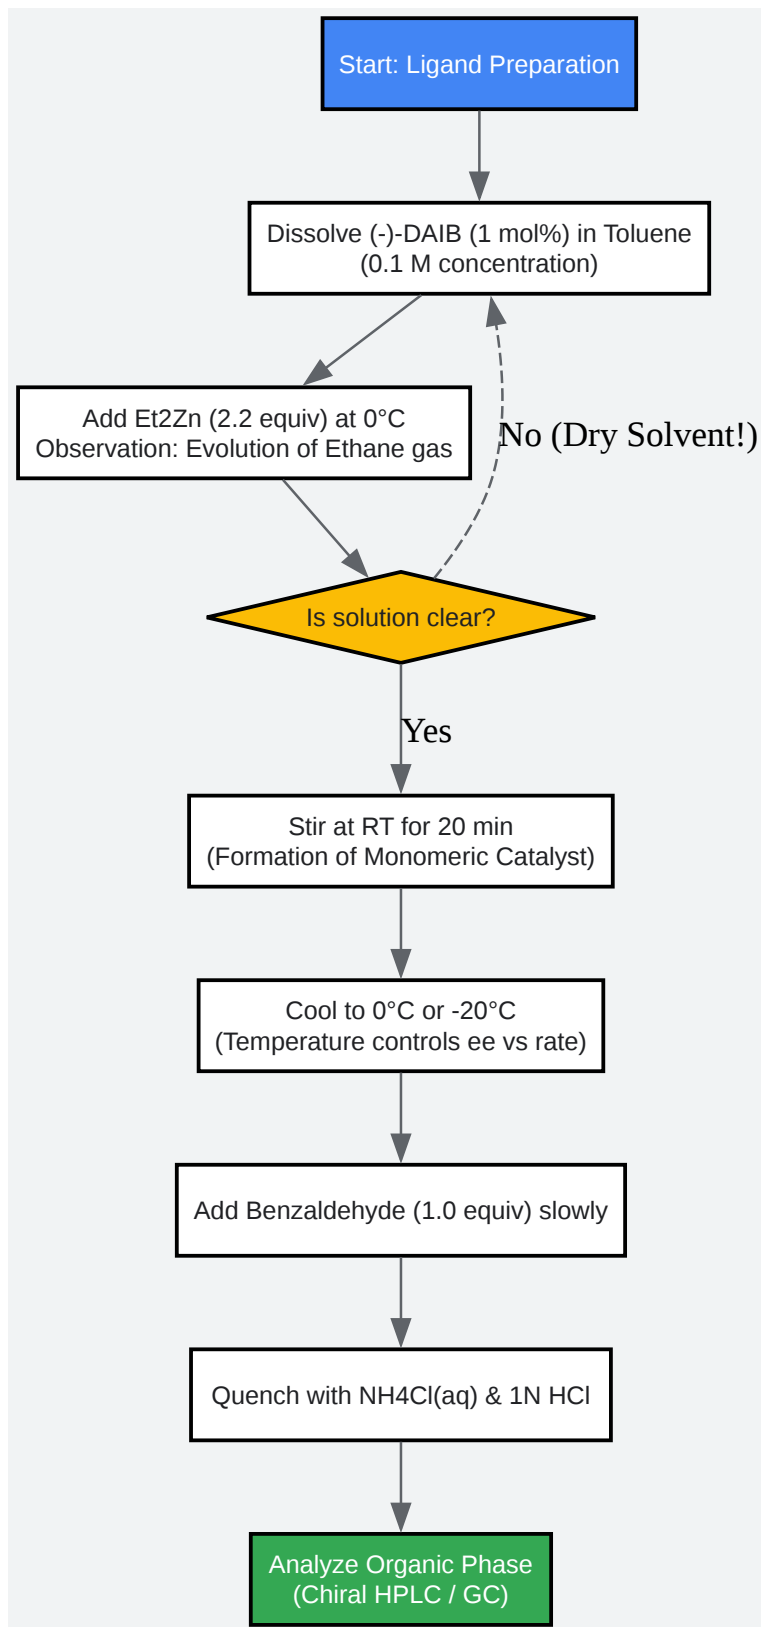 Start: Ligand Preparation
Dissolve (-)-DAIB (1 mol%) in Toluene
(0.1 M concentration)
Add Et2Zn (2.2 equiv) at 0°C
Observation: Evolution of Ethane gas
No (Dry Solvent!)
Is solution clear?
Yes
Stir at RT for 20 min
(Formation of Monomeric Catalyst)
Cool to 0°C or -20°C
(Temperature controls ee vs rate)
Add Benzaldehyde (1.0 equiv) slowly
Quench with NH4Cl(aq) & 1N HCl
Analyze Organic Phase
(Chiral HPLC / GC)